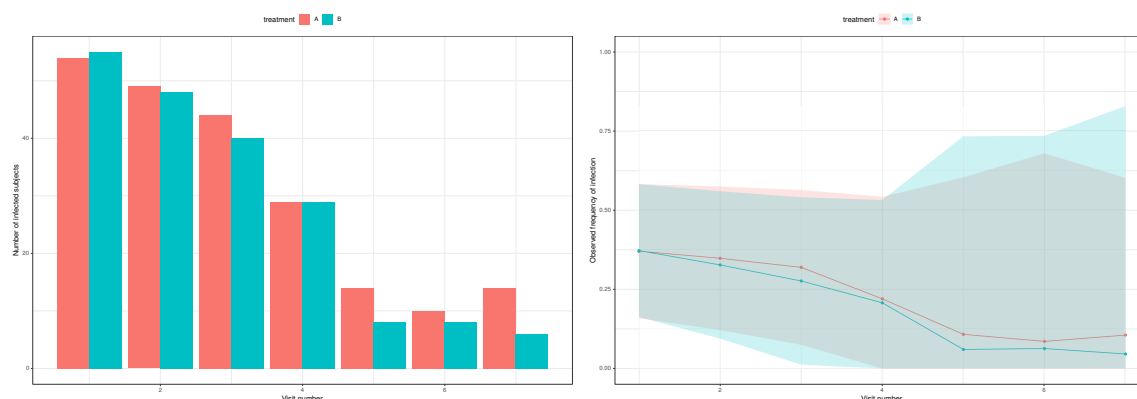 treatment A B
Number of infected subjects
40
20
0
2 4 6
Visit number
treatment A B
Observed frequency of infection
1.00
0.75
0.50
0.25
0.00
2 4 6
Visit number